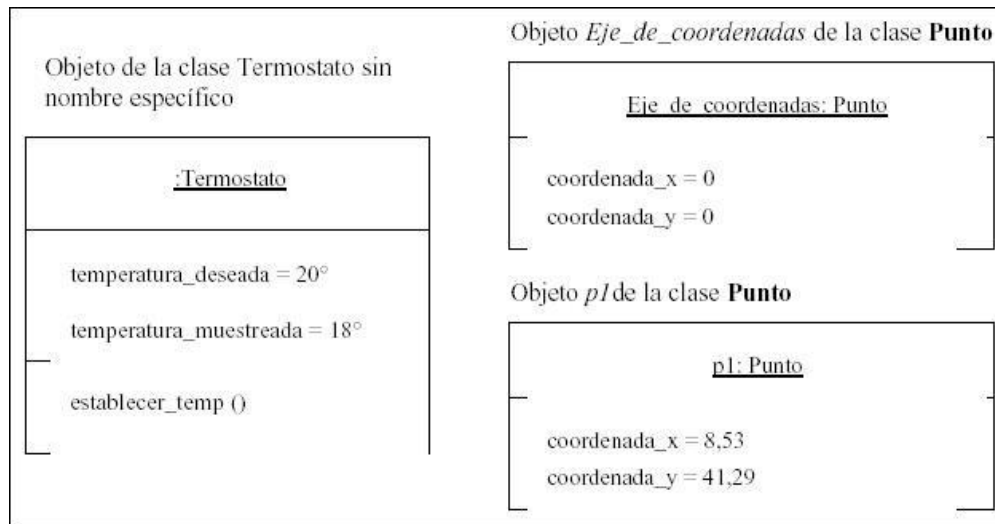 Objeto de la clase Termostato sin
nombre específico
:Termostato
temperatura_deseada = 20°
temperatura_muestreada = 18°
establecer_temp ()
Objeto Eje_de_coordenadas de la clase Punto
Eje_de_coordenadas: Punto
coordenada_x = 0
coordenada_y = 0
Objeto p1 de la clase Punto
p1: Punto
coordenada_x = 8,53
coordenada_y = 41,29